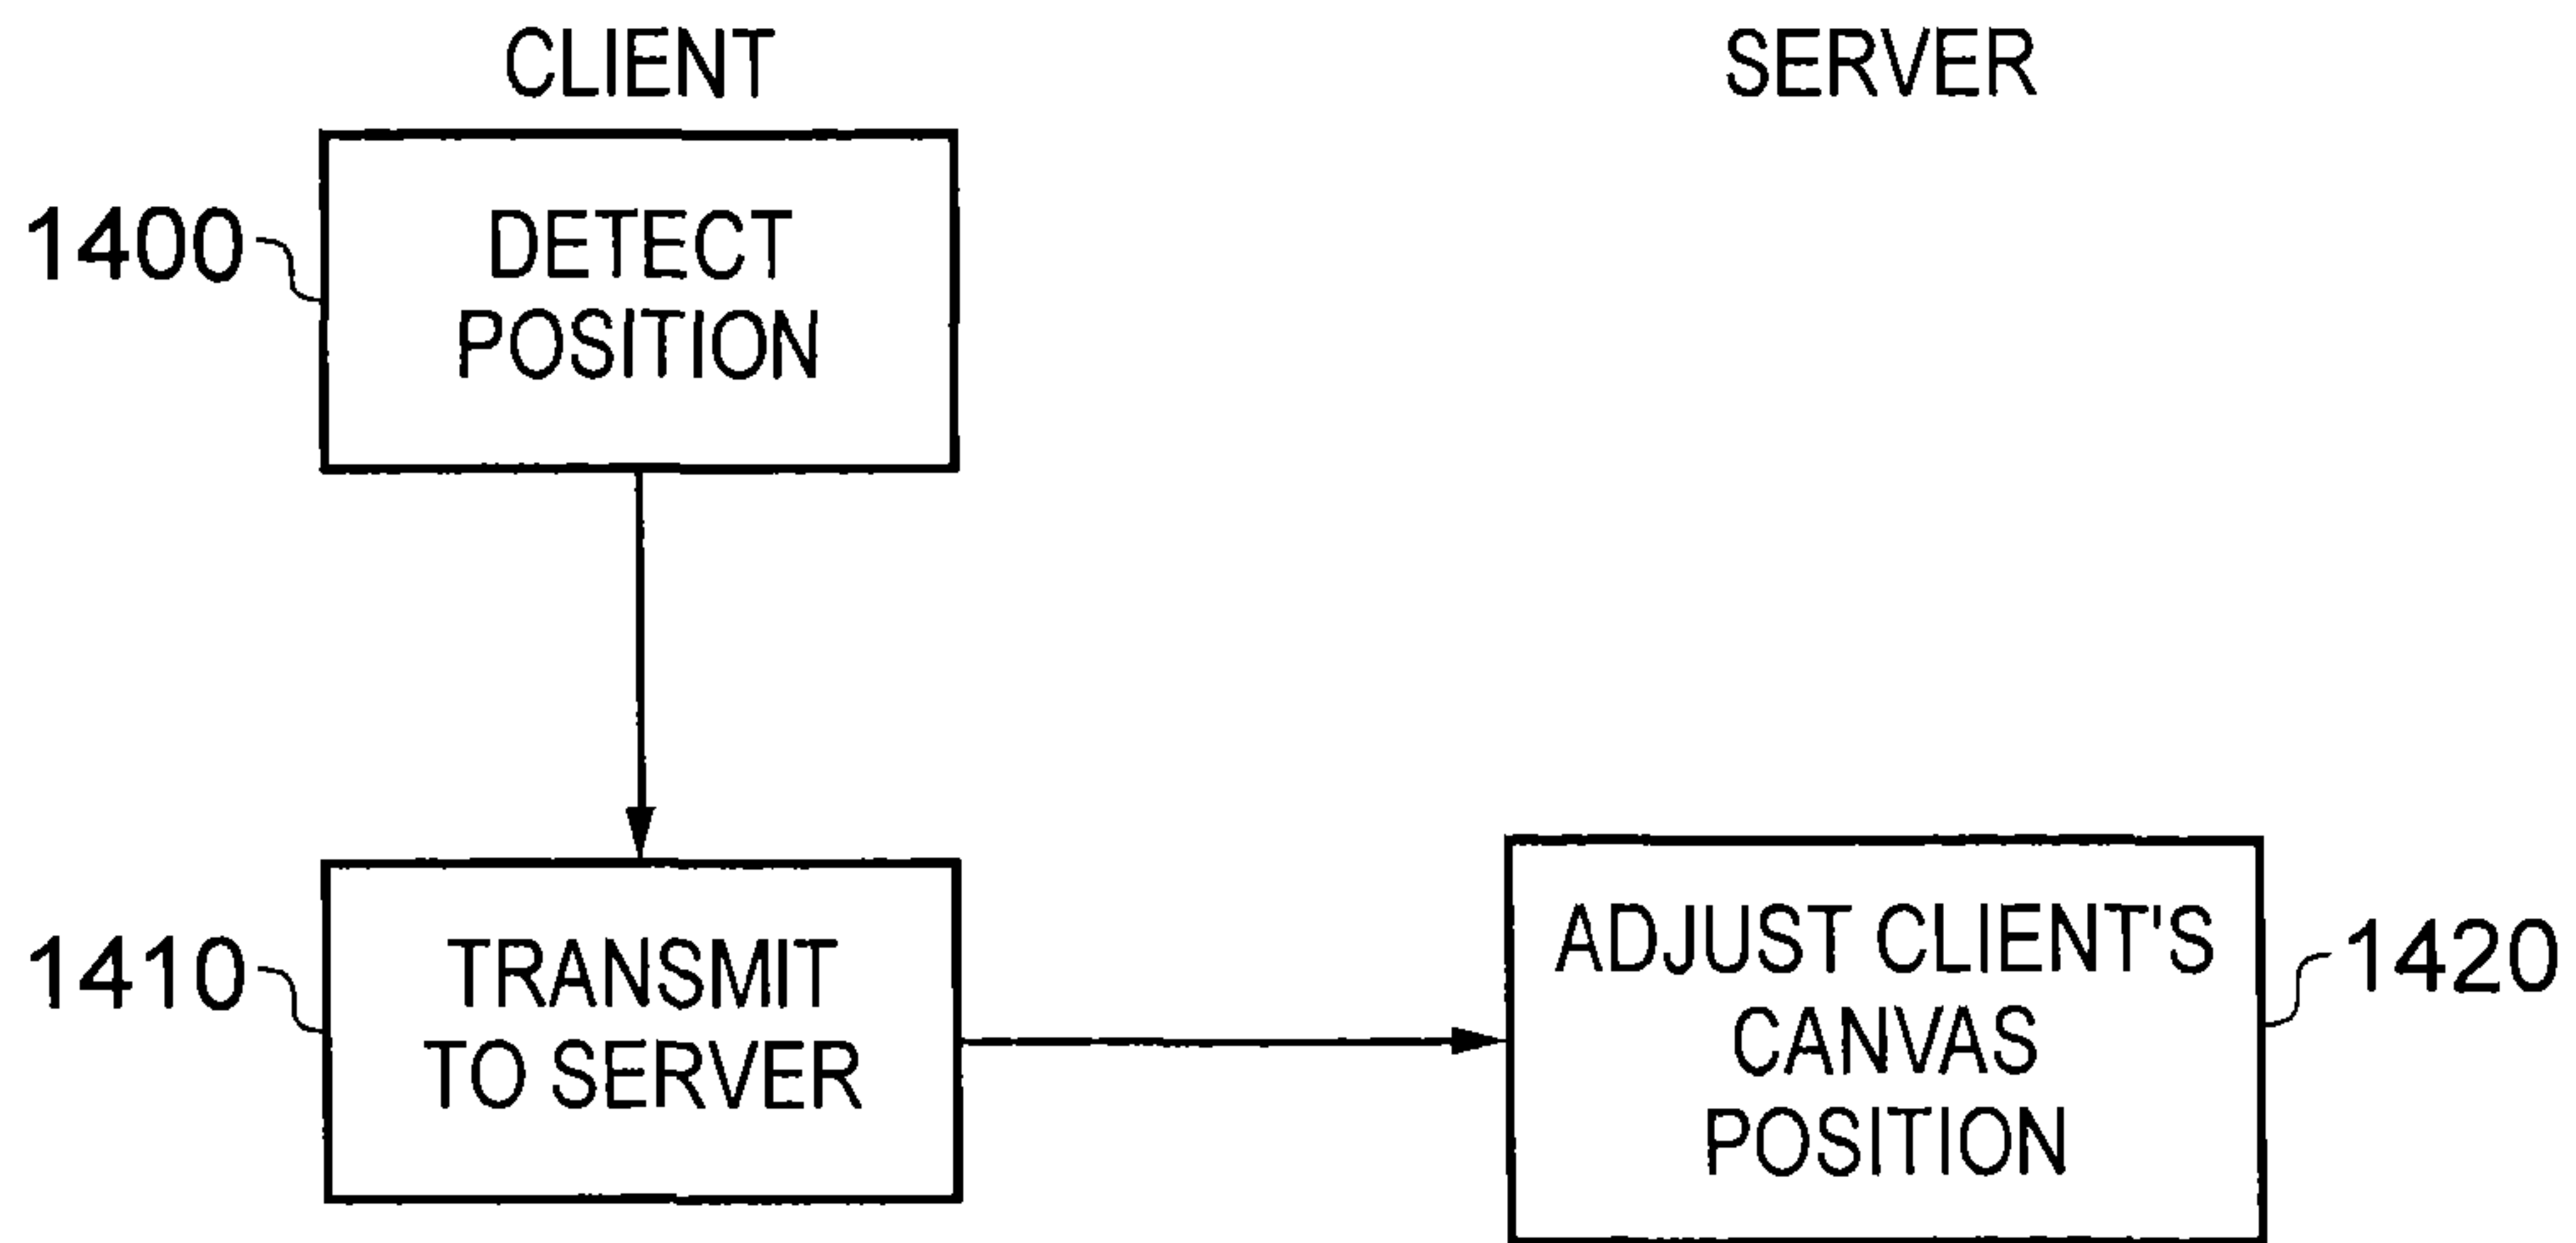 CLIENT
SERVER
1400
DETECT
POSITION
1410
TRANSMIT
TO SERVER
ADJUST CLIENT'S
CANVAS
POSITION
1420